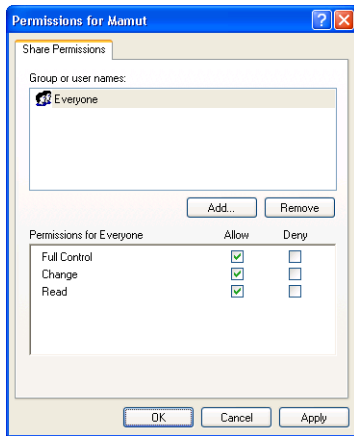 Permissions for Mamut
Share Permissions
Group or user names:
Everyone
Add... Remove
Permissions for Everyone Allow Deny
Full Control
Change
Read
OK Cancel Apply